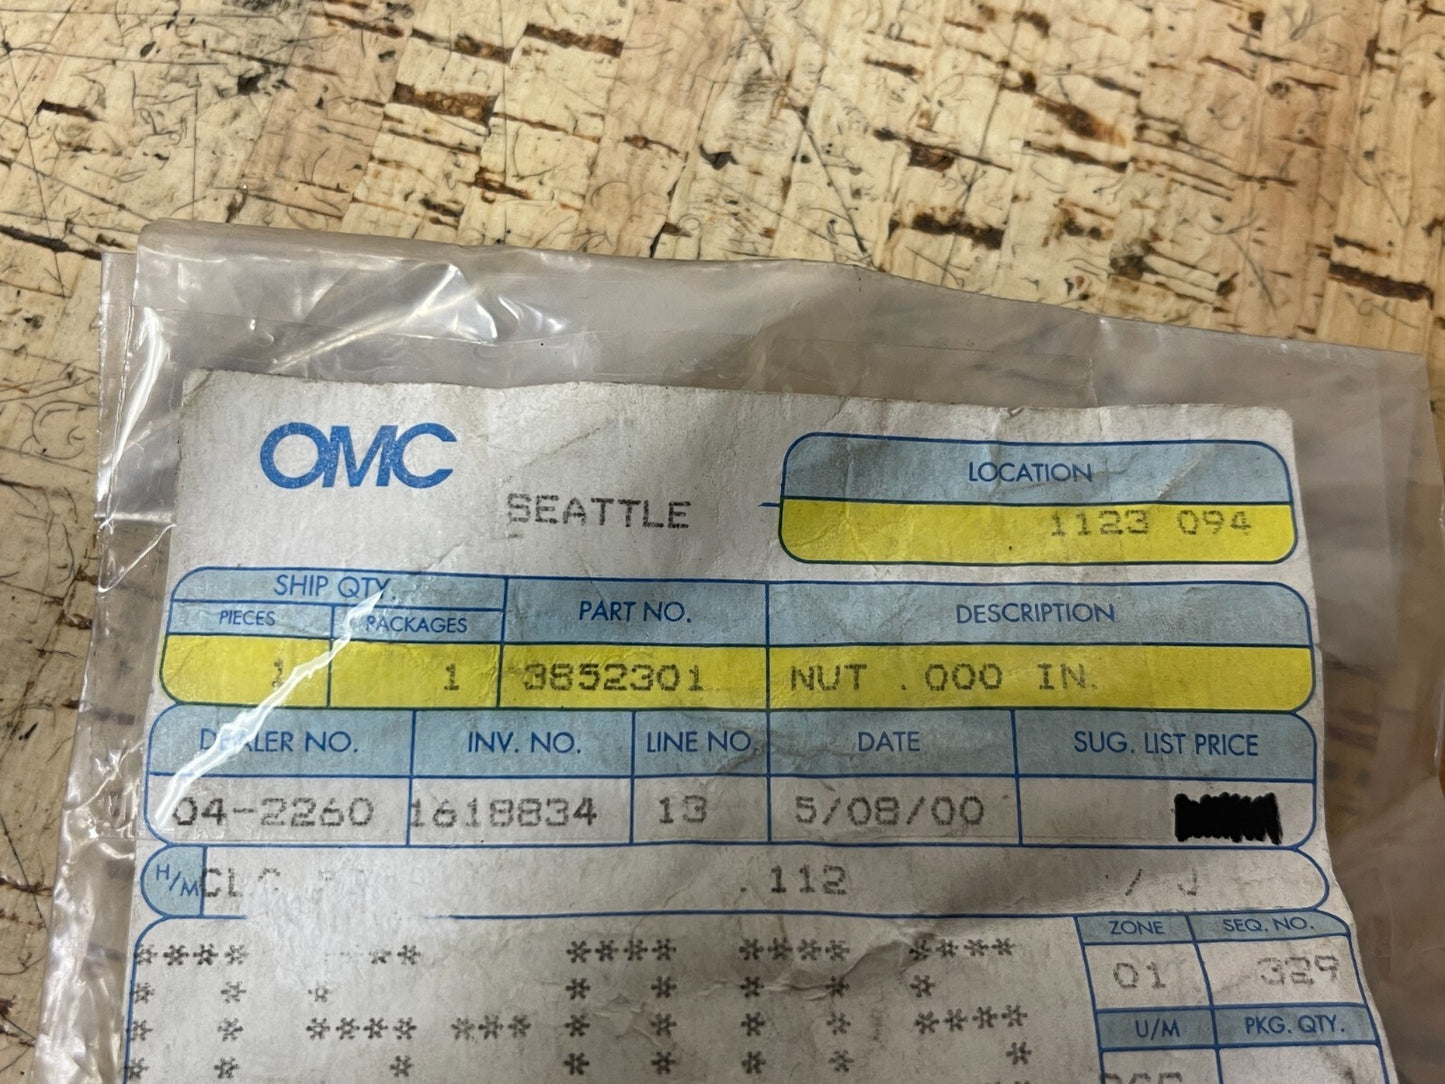 OMC
SEATTLE
LOCATION
1123 094
SHIP QTY.
PIECES PACKAGES PART NO. DESCRIPTION
1 1 3852301 NUT .000 IN.
DEALER NO. INV. NO. LINE NO. DATE SUG. LIST PRICE
04-2260 1618834 13 5/08/00
H/M .112 / J
ZONE SEQ. NO.
01 329
U/M PKG. QTY.